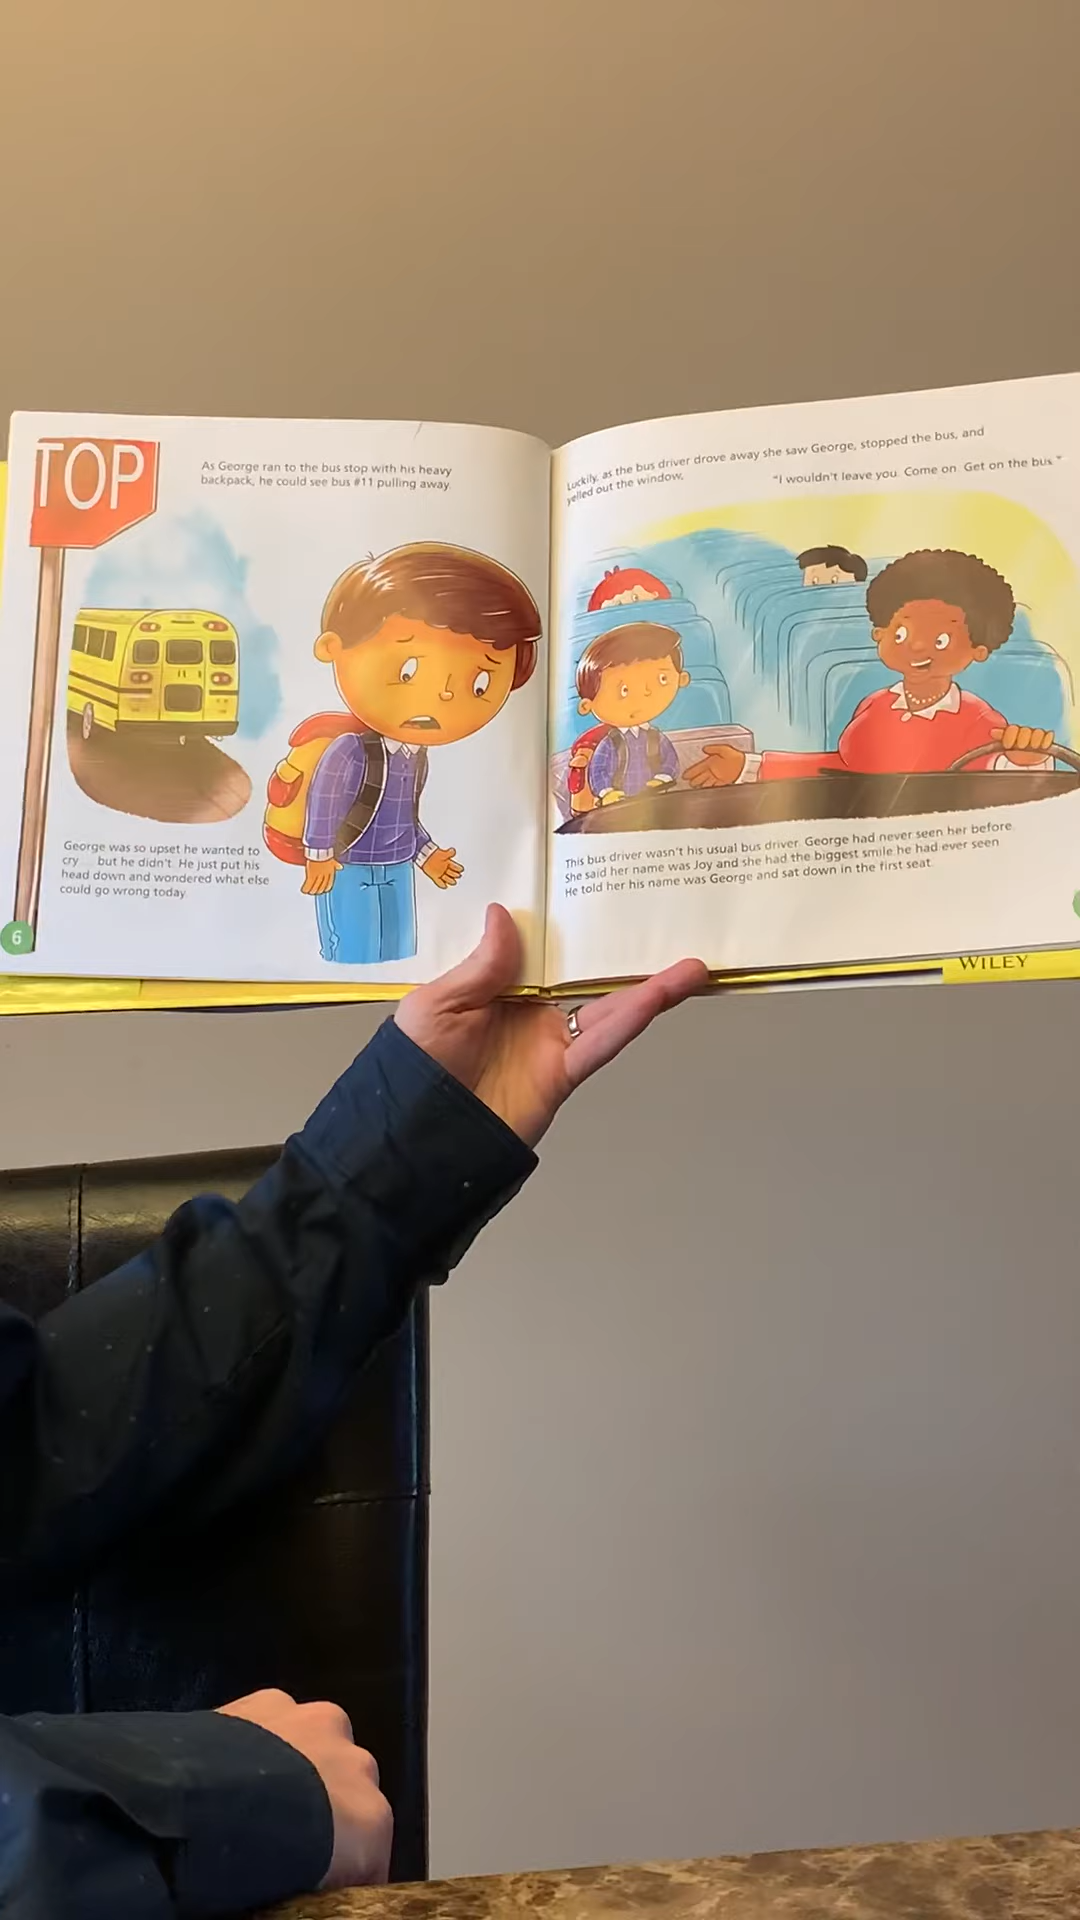 TOP
As George ran to the bus stop with his heavy
backpack, he could see bus #11 pulling away.
George was so upset he wanted to
cry ... but he didn't. He just put his
head down and wondered what else
could go wrong today.
6
Luckily, as the bus driver drove away she saw George, stopped the bus, and
yelled out the window,
"I wouldn't leave you. Come on. Get on the bus."
This bus driver wasn't his usual bus driver. George had never seen her before.
She said her name was Joy and she had the biggest smile he had ever seen.
He told her his name was George and sat down in the first seat.
WILEY